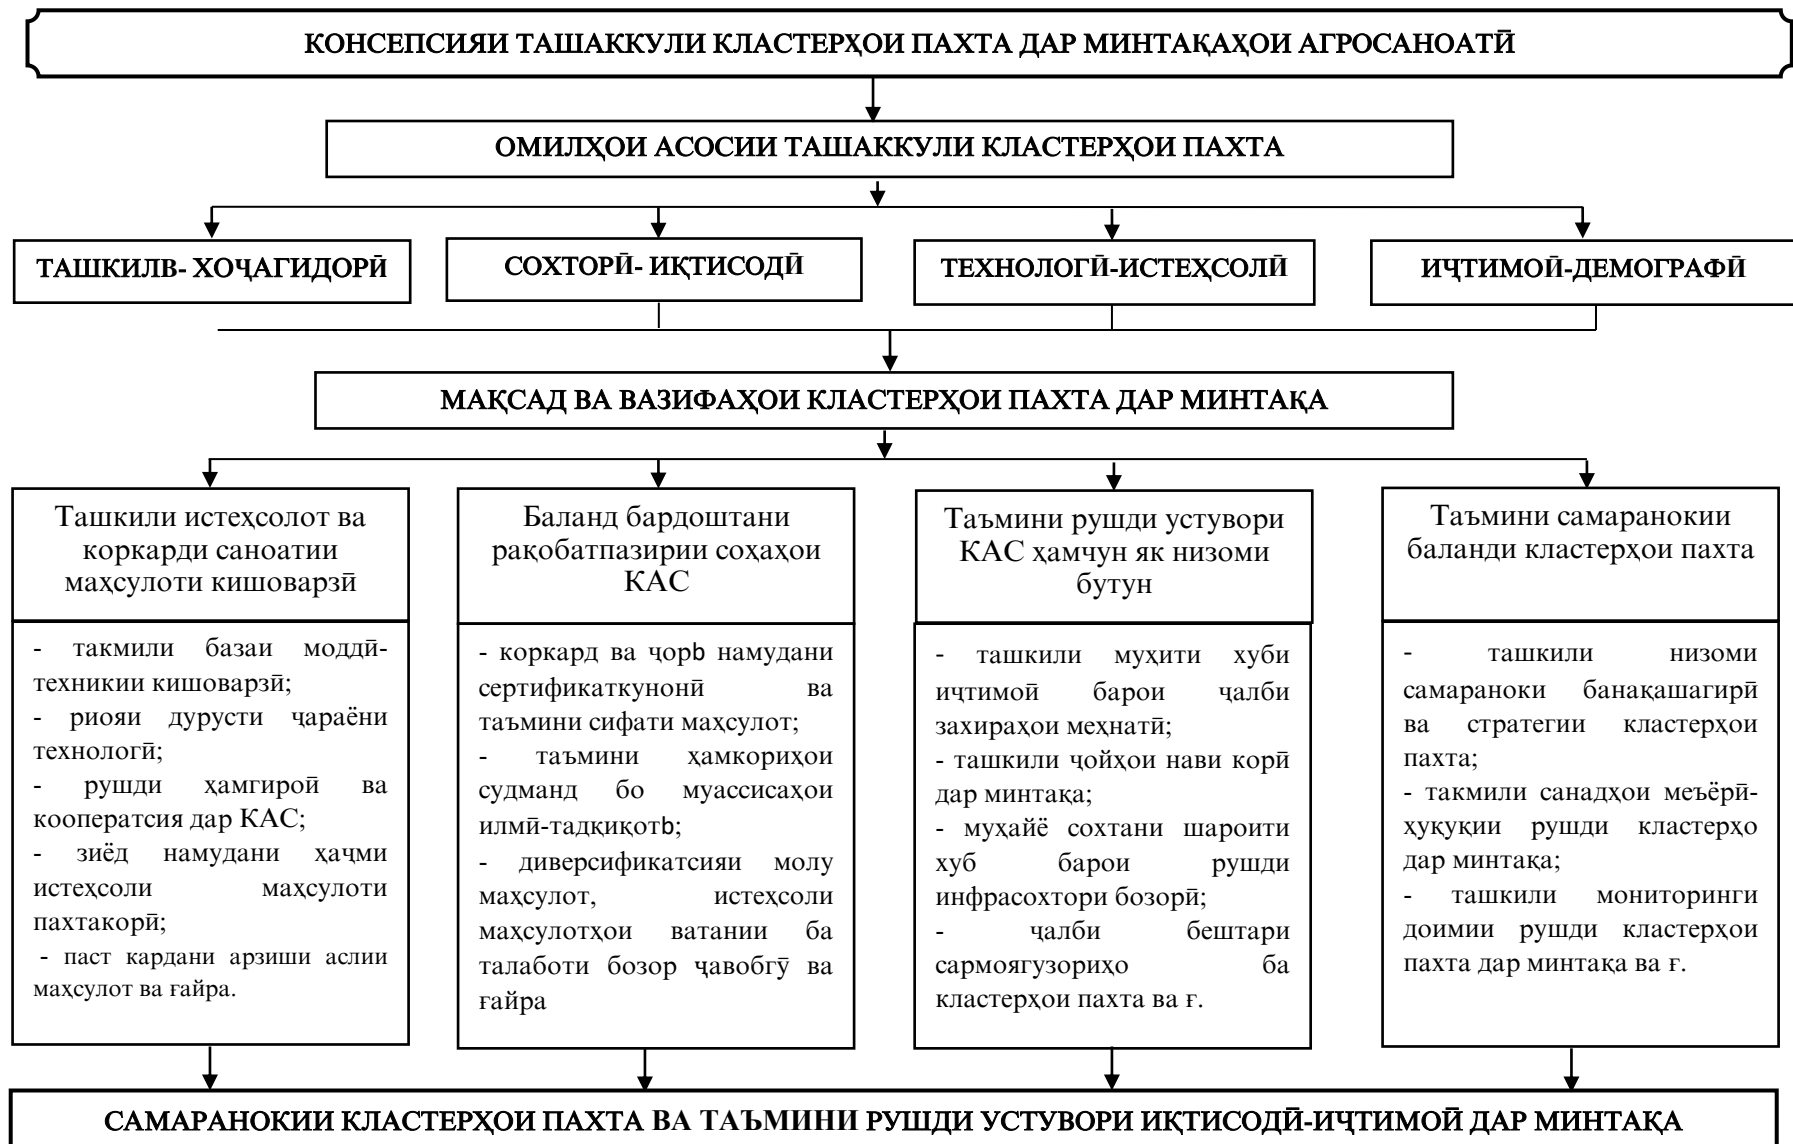 КОНСЕПСИЯИ ТАШАККУЛИ КЛАСТЕРҲОИ ПАХТА ДАР МИНТАҚАҲОИ АГРОСАНОАТӢ
ОМИЛҲОИ АСОСИИ ТАШАККУЛИ КЛАСТЕРҲОИ ПАХТА
ТАШКИЛВ- ХОҶАГИДОРӢ
СОХТОРӢ- ИҚТИСОДӢ
ТЕХНОЛОГӢ-ИСТЕҲСОЛӢ
ИҶТИМОӢ-ДЕМОГРАФӢ
МАҚСАД ВА ВАЗИФАҲОИ КЛАСТЕРҲОИ ПАХТА ДАР МИНТАҚА
Ташкили истеҳсолот ва
коркарди саноатии
маҳсулоти кишоварзӣ
- такмили базаи моддӣ-
техникии кишоварзӣ;
- риояи дурусти ҷараёни
технологӣ;
- рушди ҳамгироӣ ва
кооператсия дар КАС;
- зиёд намудани ҳаҷми
истеҳсоли маҳсулоти
пахтакорӣ;
- паст кардани арзиши аслии
маҳсулот ва ғайра.
Баланд бардоштани
рақобатпазирии соҳаҳои
КАС
- коркард ва ҷорb намудани
сертификаткунонӣ ва
таъмини сифати маҳсулот;
- таъмини ҳамкориҳои
судманд бо муассисаҳои
илмӣ-тадқиқотb;
- диверсификатсияи молу
маҳсулот, истеҳсоли
маҳсулотҳои ватании ба
талаботи бозор ҷавобгӯ ва
ғайра
Таъмини рушди устувори
КАС ҳамчун як низоми
бутун
- ташкили муҳити хуби
иҷтимоӣ барои ҷалби
захираҳои меҳнатӣ;
- ташкили ҷойҳои нави корӣ
дар минтақа;
- муҳайё сохтани шароити
хуб барои рушди
инфрасохтори бозорӣ;
- ҷалби бештари
сармоягузориҳо ба
кластерҳои пахта ва ғ.
Таъмини самаранокии
баланди кластерҳои пахта
- ташкили низоми
самараноки банақашагирӣ
ва стратегии кластерҳои
пахта;
- такмили санадҳои меъёрӣ-
ҳуқуқии рушди кластерҳо
дар минтақа;
- ташкили мониторинги
доимии рушди кластерҳои
пахта дар минтақа ва ғ.
САМАРАНОКИИ КЛАСТЕРҲОИ ПАХТА ВА ТАЪМИНИ РУШДИ УСТУВОРИ ИҚТИСОДӢ-ИҶТИМОӢ ДАР МИНТАҚА